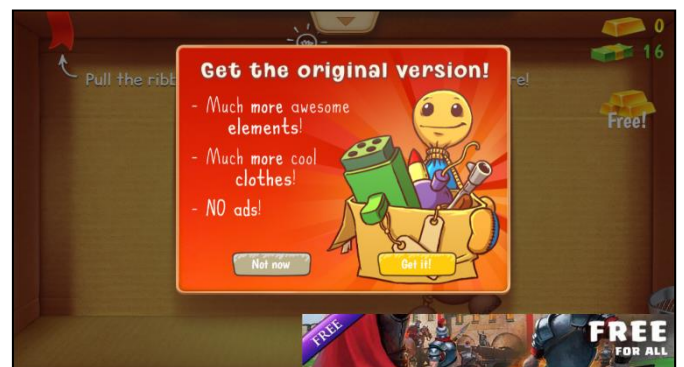 0
16
Pull the ribb
re!
Free!
Get the original version!
- Much more awesome
elements!
- Much more cool
clothes!
- NO ads!
Not now
Get it!
FREE
FREE
FOR ALL